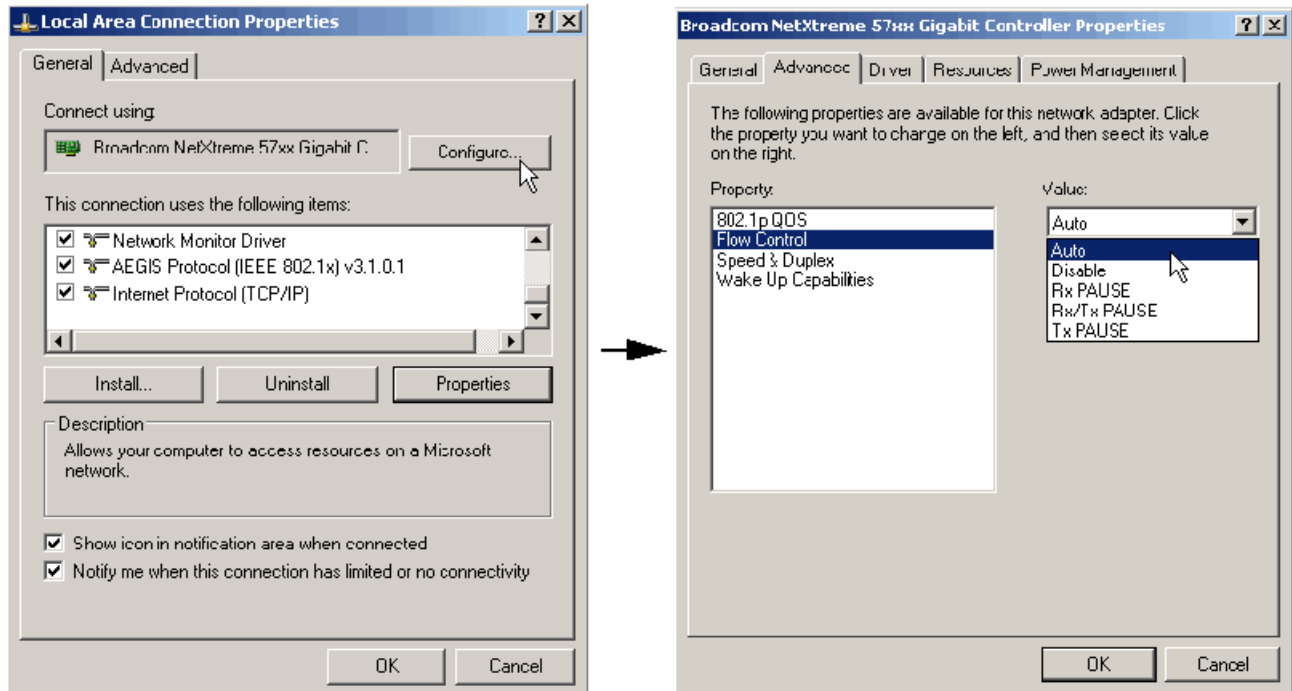 Local Area Connection Properties
General
Advanced
Connect using:
Broadcom NetXtreme 57xx Gigabit C
Configure...
This connection uses the following items:
Network Monitor Driver
AEGIS Protocol (IEEE 802.1x) v3.1.0.1
Internet Protocol (TCP/IP)
Install...
Uninstall
Properties
Description
Allows your computer to access resources on a Microsoft
network.
Show icon in notification area when connected
Notify me when this connection has limited or no connectivity
OK
Cancel
Broadcom NetXtreme 57xx Gigabit Controller Properties
General
Advanced
Driver
Resources
Power Management
The following properties are available for this network adapter. Click
the property you want to change on the left, and then select its value
on the right.
Property:
Value:
802.1p QOS
Flow Control
Speed & Duplex
Wake Up Capabilities
Auto
Auto
Disable
Rx PAUSE
Rx/Tx PAUSE
Tx PAUSE
OK
Cancel